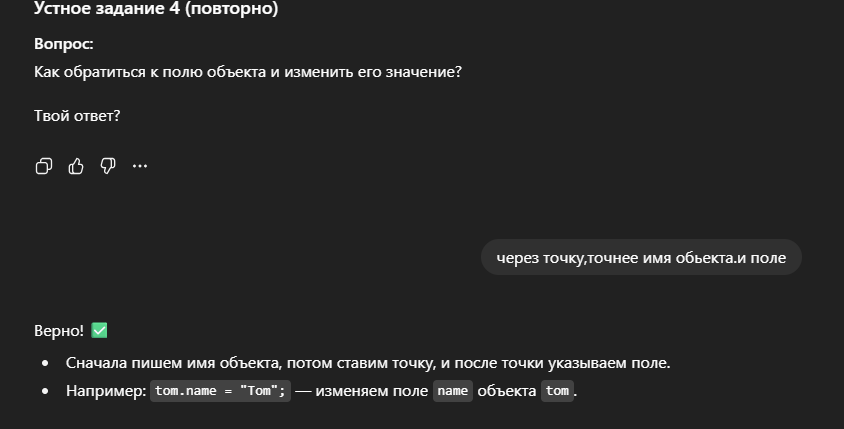 Устное задание 4 (повторно)
Вопрос:
Как обратиться к полю объекта и изменить его значение?
Твой ответ?
через точку,точнее имя обьекта.и поле
Верно! ✅
• Сначала пишем имя объекта, потом ставим точку, и после точки указываем поле.
• Например: tom.name = "Tom"; — изменяем поле name объекта tom.